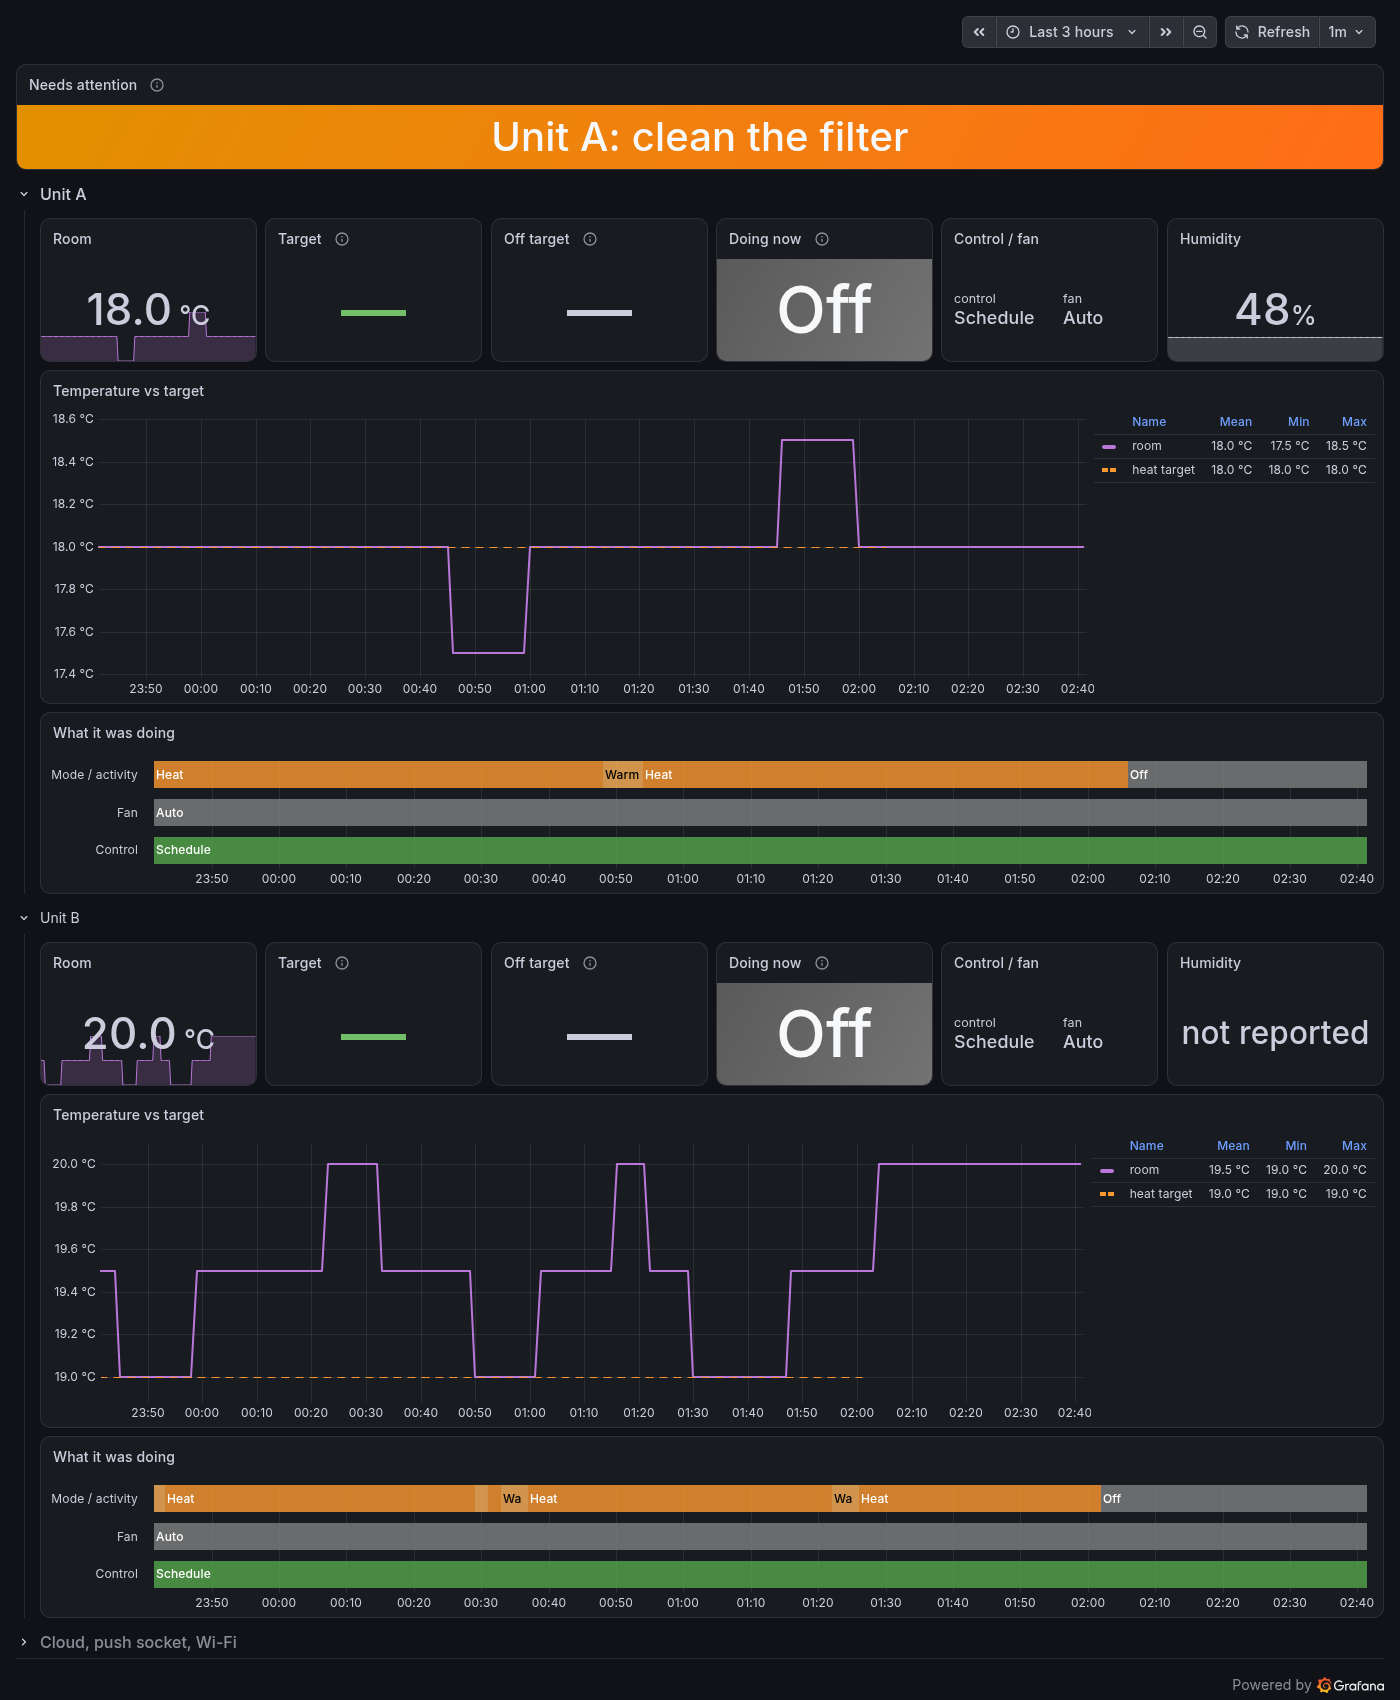 Last 3 hours
Refresh
1m
Needs attention
Unit A: clean the filter
Unit A
Room
Target
Off target
Doing now
Control / fan
Humidity
18.0 °C
Off
control
Schedule
fan
Auto
48%
Temperature vs target
18.6 °C
18.4 °C
18.2 °C
18.0 °C
17.8 °C
17.6 °C
17.4 °C
23:50 00:00 00:10 00:20 00:30 00:40 00:50 01:00 01:10 01:20 01:30 01:40 01:50 02:00 02:10 02:20 02:30 02:40
Name Mean Min Max
room 18.0 °C 17.5 °C 18.5 °C
heat target 18.0 °C 18.0 °C 18.0 °C
What it was doing
Mode / activity Heat Warm Heat Off
Fan Auto
Control Schedule
23:50 00:00 00:10 00:20 00:30 00:40 00:50 01:00 01:10 01:20 01:30 01:40 01:50 02:00 02:10 02:20 02:30 02:40
Unit B
Room
Target
Off target
Doing now
Control / fan
Humidity
20.0 °C
Off
control
Schedule
fan
Auto
not reported
Temperature vs target
20.0 °C
19.8 °C
19.6 °C
19.4 °C
19.2 °C
19.0 °C
23:50 00:00 00:10 00:20 00:30 00:40 00:50 01:00 01:10 01:20 01:30 01:40 01:50 02:00 02:10 02:20 02:30 02:40
Name Mean Min Max
room 19.5 °C 19.0 °C 20.0 °C
heat target 19.0 °C 19.0 °C 19.0 °C
What it was doing
Mode / activity Heat Wa Heat Wa Heat Off
Fan Auto
Control Schedule
23:50 00:00 00:10 00:20 00:30 00:40 00:50 01:00 01:10 01:20 01:30 01:40 01:50 02:00 02:10 02:20 02:30 02:40
Cloud, push socket, Wi-Fi
Powered by Grafana